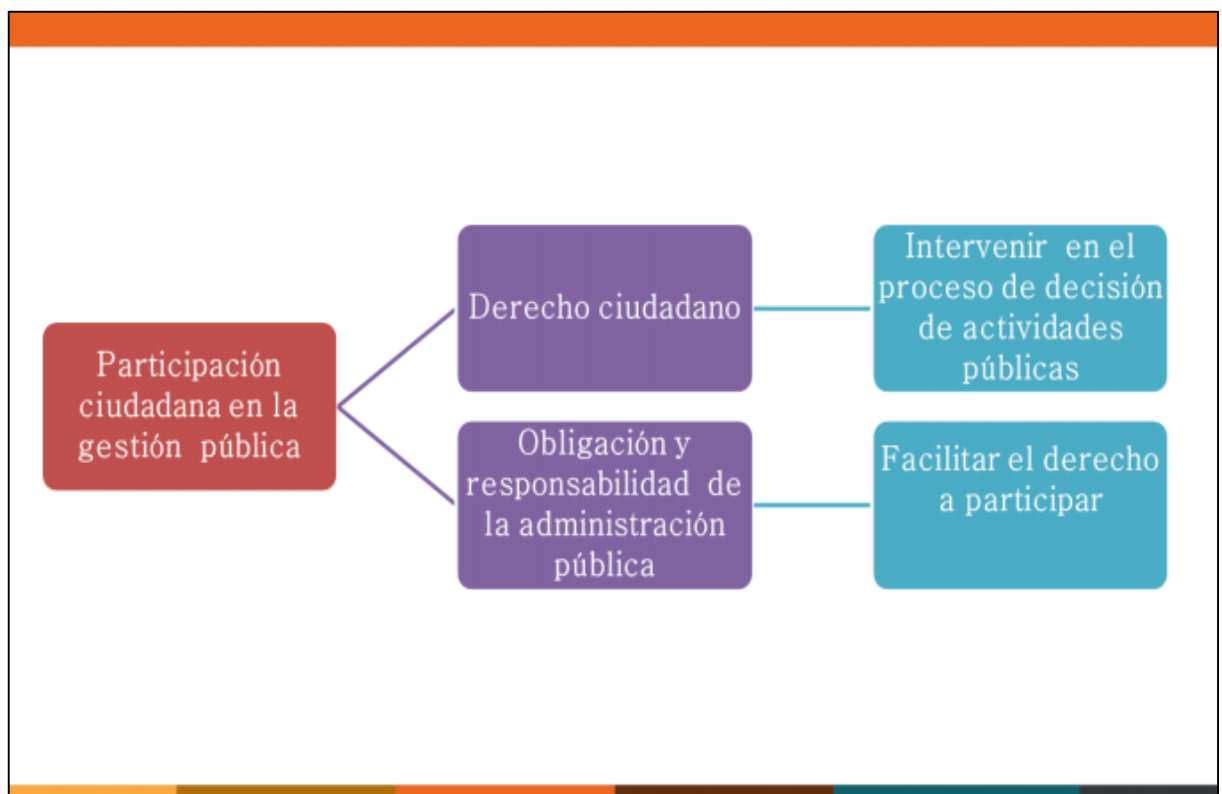 Participación
ciudadana en la
gestión pública
Derecho ciudadano
Intervenir en el
proceso de decisión
de actividades
públicas
Obligación y
responsabilidad de
la administración
pública
Facilitar el derecho
a participar